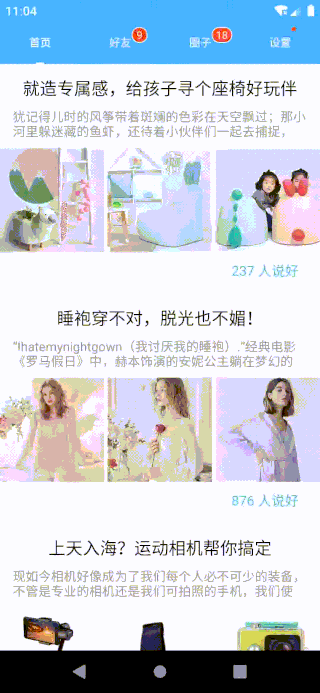 11:04
首页
好友
9
圈子
18
设置
就造专属感，给孩子寻个座椅好玩伴
犹记得儿时的风筝带着斑斓的色彩在天空飘过；那小
河里躲迷藏的鱼虾，还待着小伙伴们一起去捕捉，
237 人说好
睡袍穿不对，脱光也不媚！
"Ihatemynightgown（我讨厌我的睡袍）."经典电影
《罗马假日》中，赫本饰演的安妮公主躺在梦幻的
876 人说好
上天入海？运动相机帮你搞定
现如今相机好像成为了我们每个人必不可少的装备，
不管是专业的相机还是我们可拍照的手机，我们使